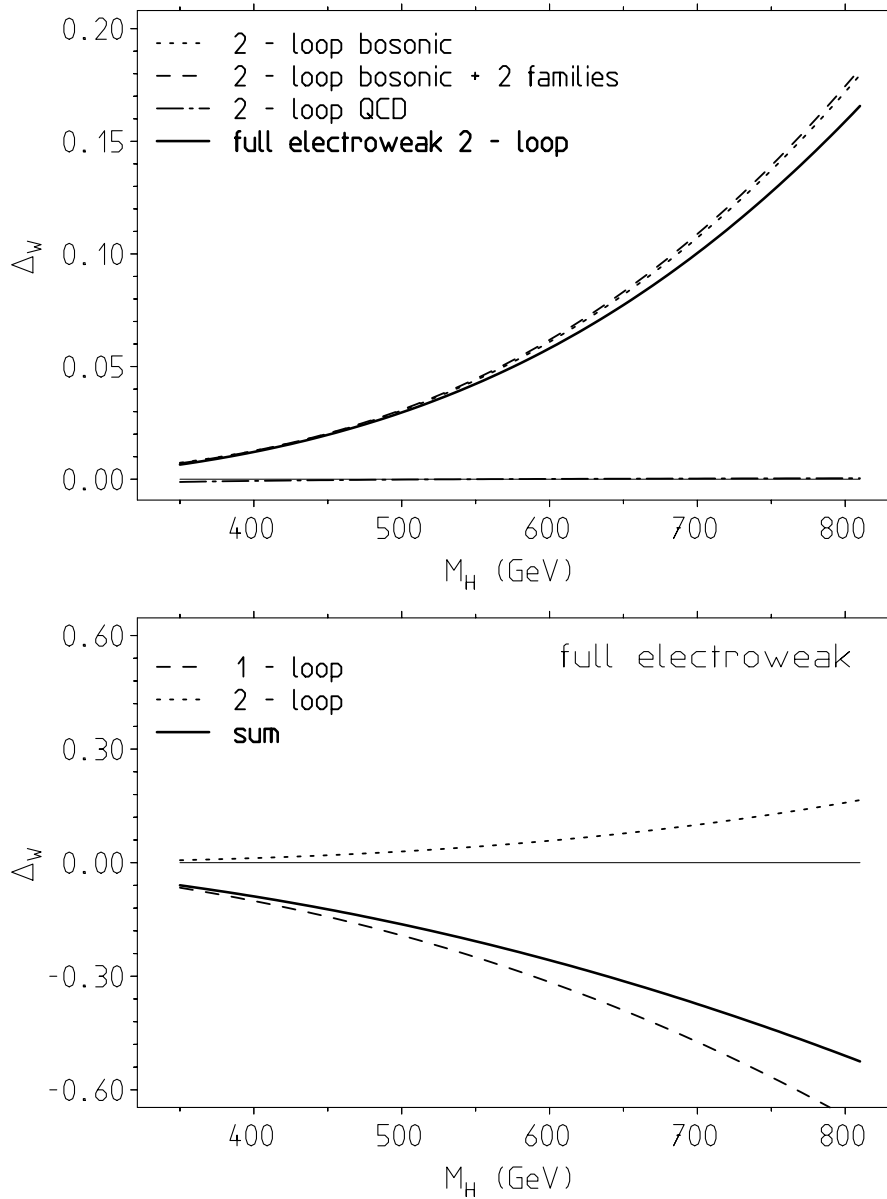 0.20
2 - loop bosonic
2 - loop bosonic + 2 families
2 - loop QCD
full electroweak 2 - loop
0.15
0.10
Δ_W
0.05
0.00
400 500 600 700 800
M_H (GeV)
0.60
full electroweak
1 - loop
2 - loop
sum
0.30
0.00
Δ_W
-0.30
-0.60
400 500 600 700 800
M_H (GeV)